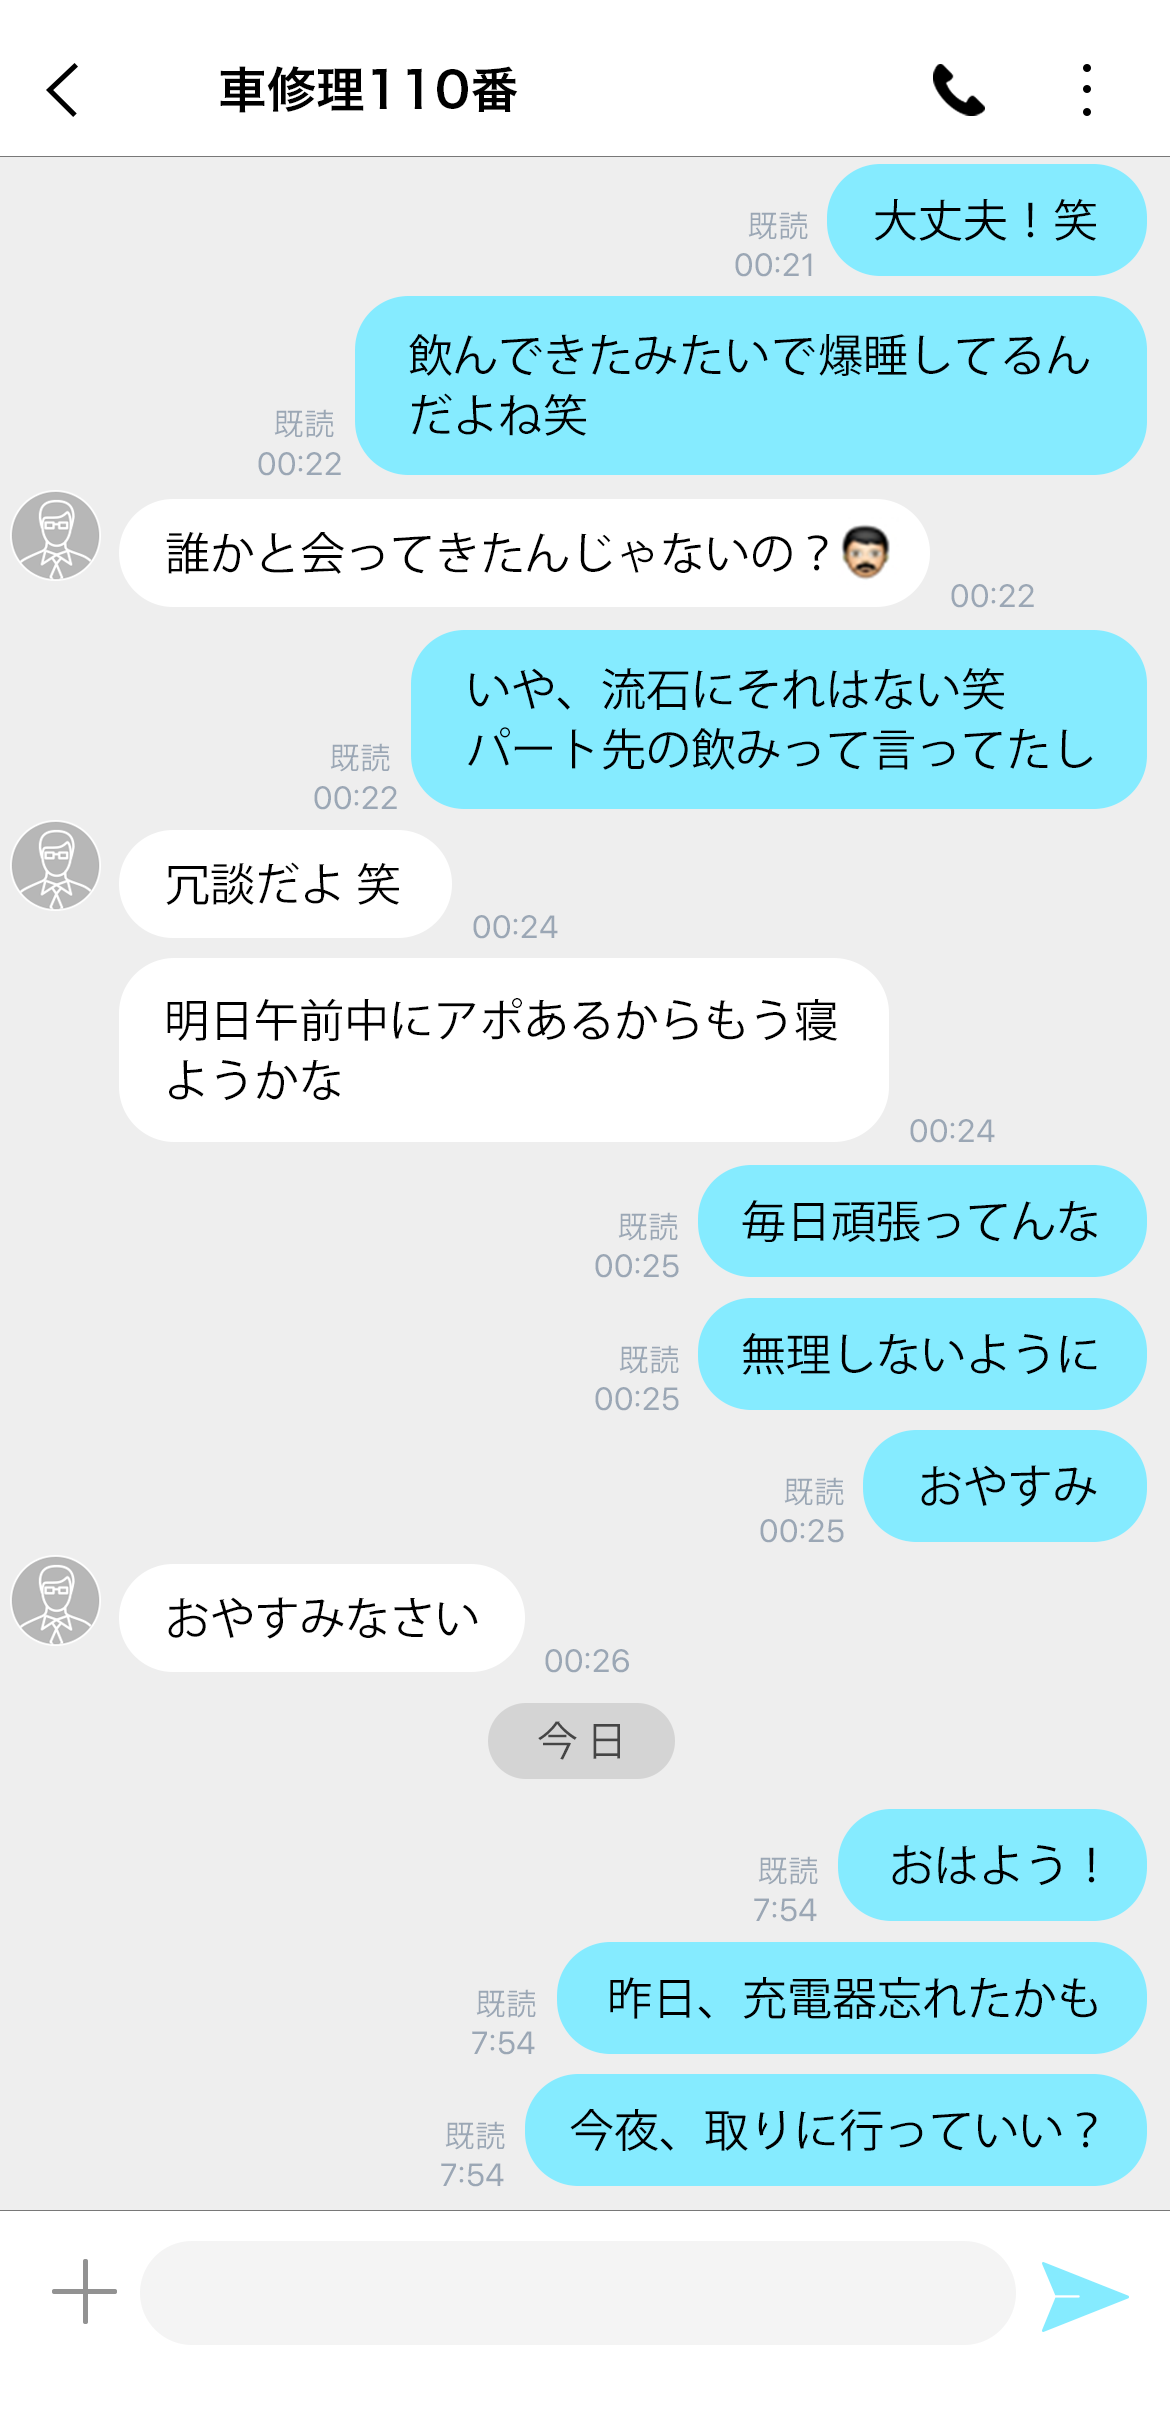 車修理110番
大丈夫！笑
既読
00:21
飲んできたみたいで爆睡してるん
だよね笑
既読
00:22
誰かと会ってきたんじゃないの？👨🏻
00:22
いや、流石にそれはない笑
パート先の飲みって言ってたし
既読
00:22
冗談だよ 笑
00:24
明日午前中にアポあるからもう寝
ようかな
00:24
毎日頑張ってんな
既読
00:25
無理しないように
既読
00:25
おやすみ
既読
00:25
おやすみなさい
00:26
今日
おはよう！
既読
7:54
昨日、充電器忘れたかも
既読
7:54
今夜、取りに行っていい？
既読
7:54